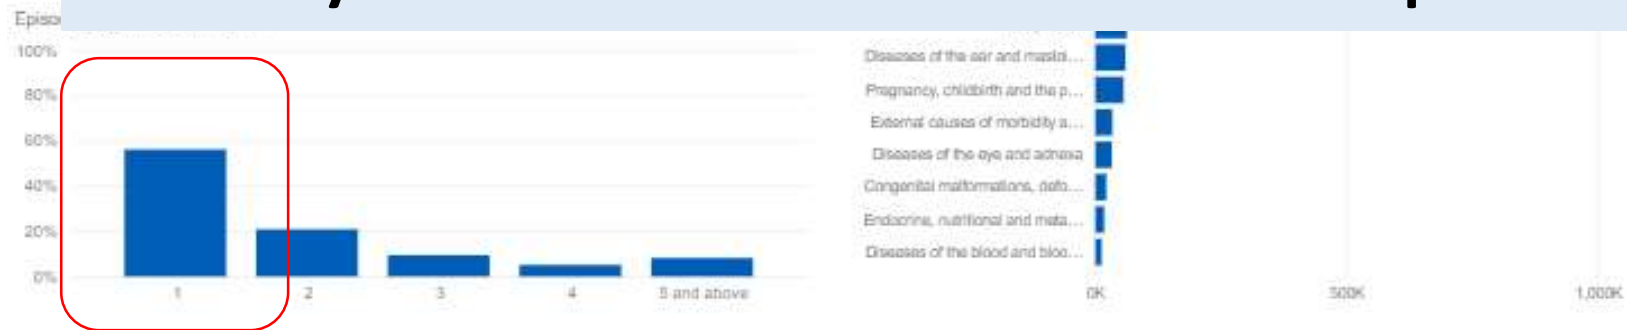 100%
80%
60%
40%
20%
0%
1 2 3 4 5 and above
Diseases of the ear and mastoi...
Pregnancy, childbirth and the p...
External causes of morbidity a...
Diseases of the eye and adnexa
Congenital malformations, defo...
Endocrine, nutritional and meta...
Diseases of the blood and bloo...
0K 500K 1,000K